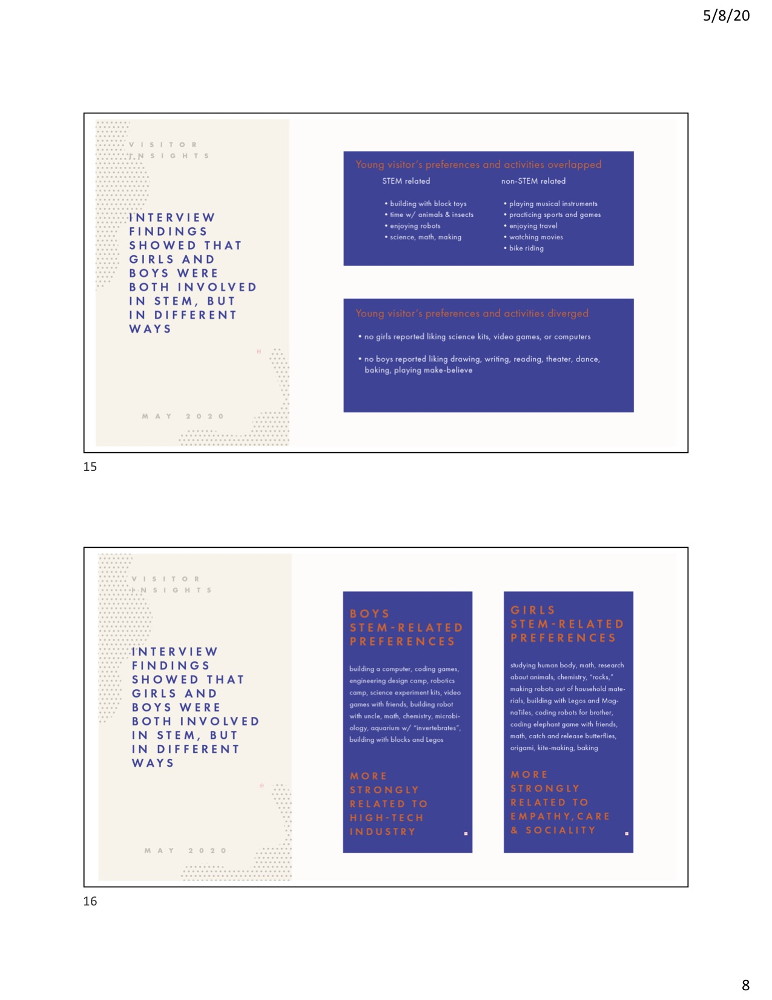 5/8/20
VISITOR
INSIGHTS
INTERVIEW
FINDINGS
SHOWED THAT
GIRLS AND
BOYS WERE
BOTH INVOLVED
IN STEM, BUT
IN DIFFERENT
WAYS
MAY 2020
Young visitor's preferences and activities overlapped
STEM related
• building with block toys
• time w/ animals & insects
• enjoying robots
• science, math, making
non-STEM related
• playing musical instruments
• practicing sports and games
• enjoying travel
• watching movies
• bike riding
Young visitor's preferences and activities diverged
• no girls reported liking science kits, video games, or computers
• no boys reported liking drawing, writing, reading, theater, dance,
baking, playing make-believe
15
VISITOR
INSIGHTS
INTERVIEW
FINDINGS
SHOWED THAT
GIRLS AND
BOYS WERE
BOTH INVOLVED
IN STEM, BUT
IN DIFFERENT
WAYS
MAY 2020
BOYS
STEM-RELATED
PREFERENCES
building a computer, coding games,
engineering design camp, robotics
camp, science experiment kits, video
games with friends, building robot
with uncle, math, chemistry, microbi-
ology, aquarium w/ "invertebrates",
building with blocks and Legos
MORE
STRONGLY
RELATED TO
HIGH-TECH
INDUSTRY
GIRLS
STEM-RELATED
PREFERENCES
studying human body, math, research
about animals, chemistry, "rocks,"
making robots out of household mate-
rials, building with Legos and Mag-
naTiles, coding robots for brother,
coding elephant game with friends,
math, catch and release butterflies,
origami, kite-making, baking
MORE
STRONGLY
RELATED TO
EMPATHY,CARE
& SOCIALITY
16
8